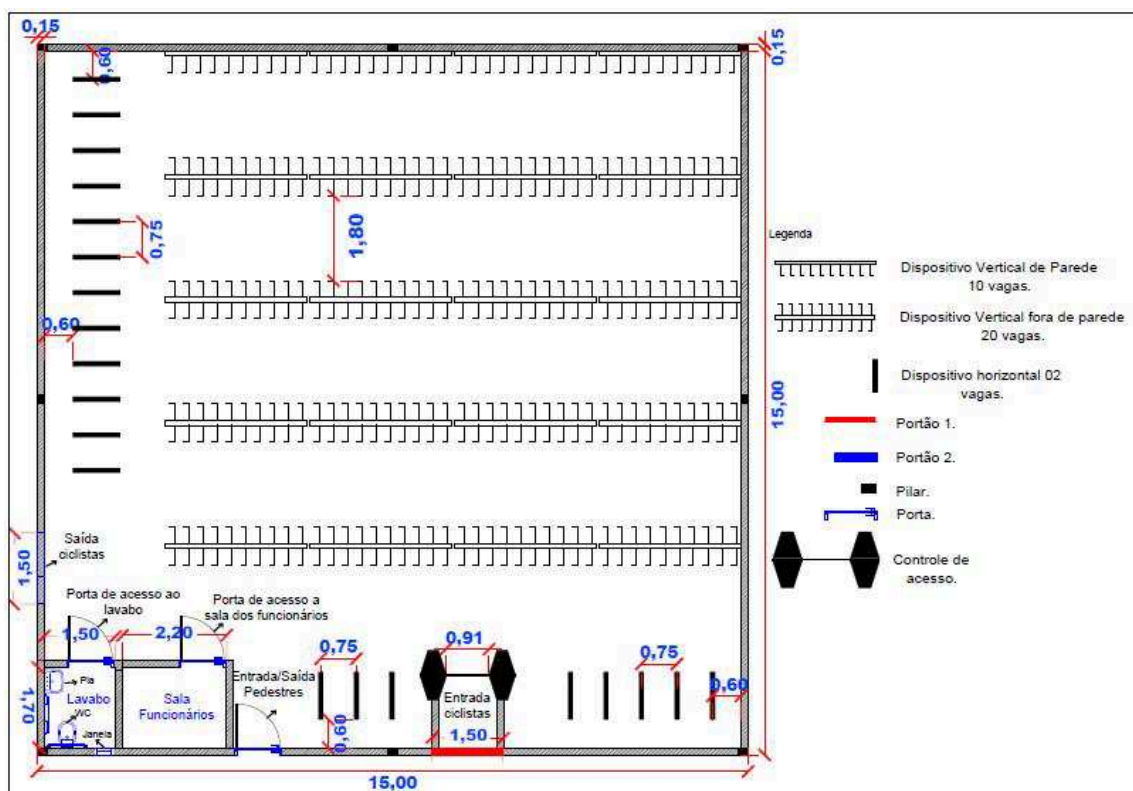 0,15
0,60
0,15
0,75
1,80
0,60
15,00
Legenda
Dispositivo Vertical de Parede
10 vagas.
Dispositivo Vertical fora de parede
20 vagas.
Dispositivo horizontal 02
vagas.
Portão 1.
Portão 2.
Pilar.
Porta.
Controle de
acesso.
Saída
ciclistas
1,50
Porta de acesso ao
lavabo
Porta de acesso a
sala dos funcionários
1,50
2,20
0,75
0,91
0,75
Entrada/Saída
Pedestres
Pia
Lavabo
WC
Janela
1,70
Sala
Funcionários
Entrada
ciclistas
0,60
0,60
1,50
15,00